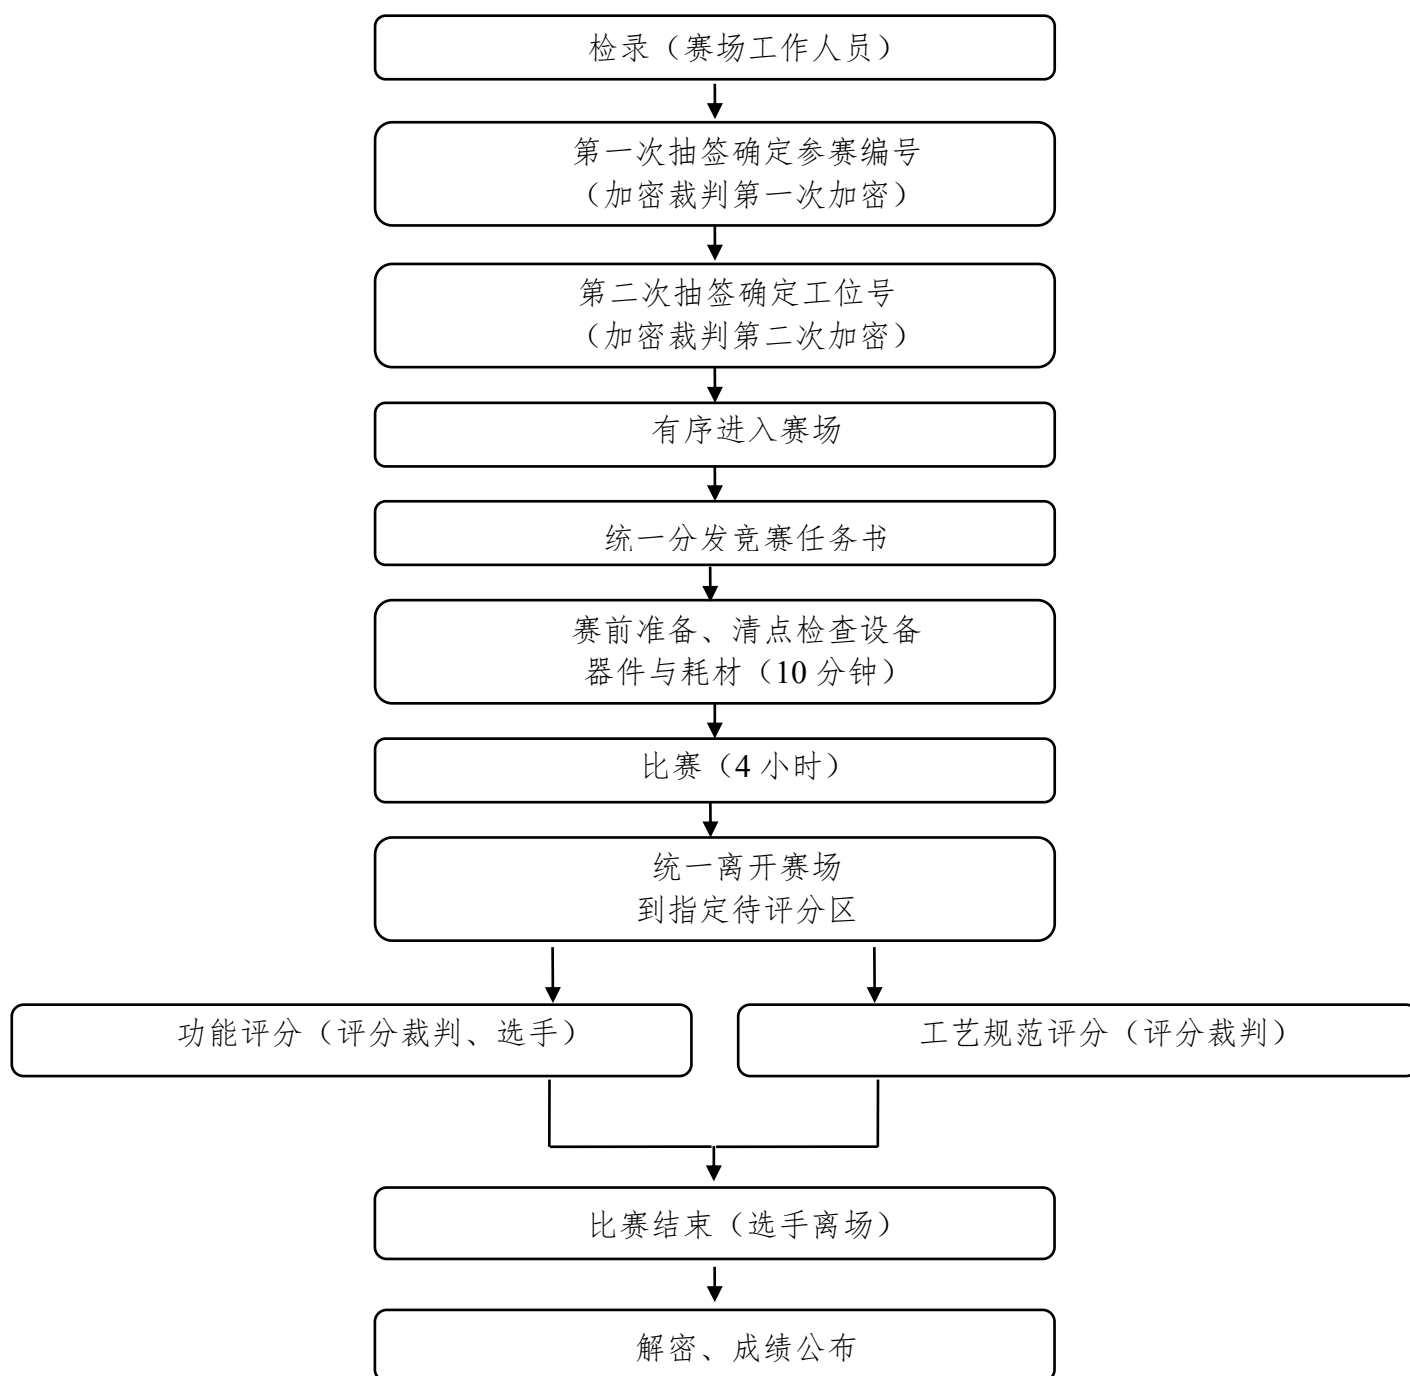 检录（赛场工作人员）
第一次抽签确定参赛编号
（加密裁判第一次加密）
第二次抽签确定工位号
（加密裁判第二次加密）
有序进入赛场
统一分发竞赛任务书
赛前准备、清点检查设备
器件与耗材（10 分钟）
比赛（4 小时）
统一离开赛场
到指定待评分区
功能评分（评分裁判、选手）
工艺规范评分（评分裁判）
比赛结束（选手离场）
解密、成绩公布